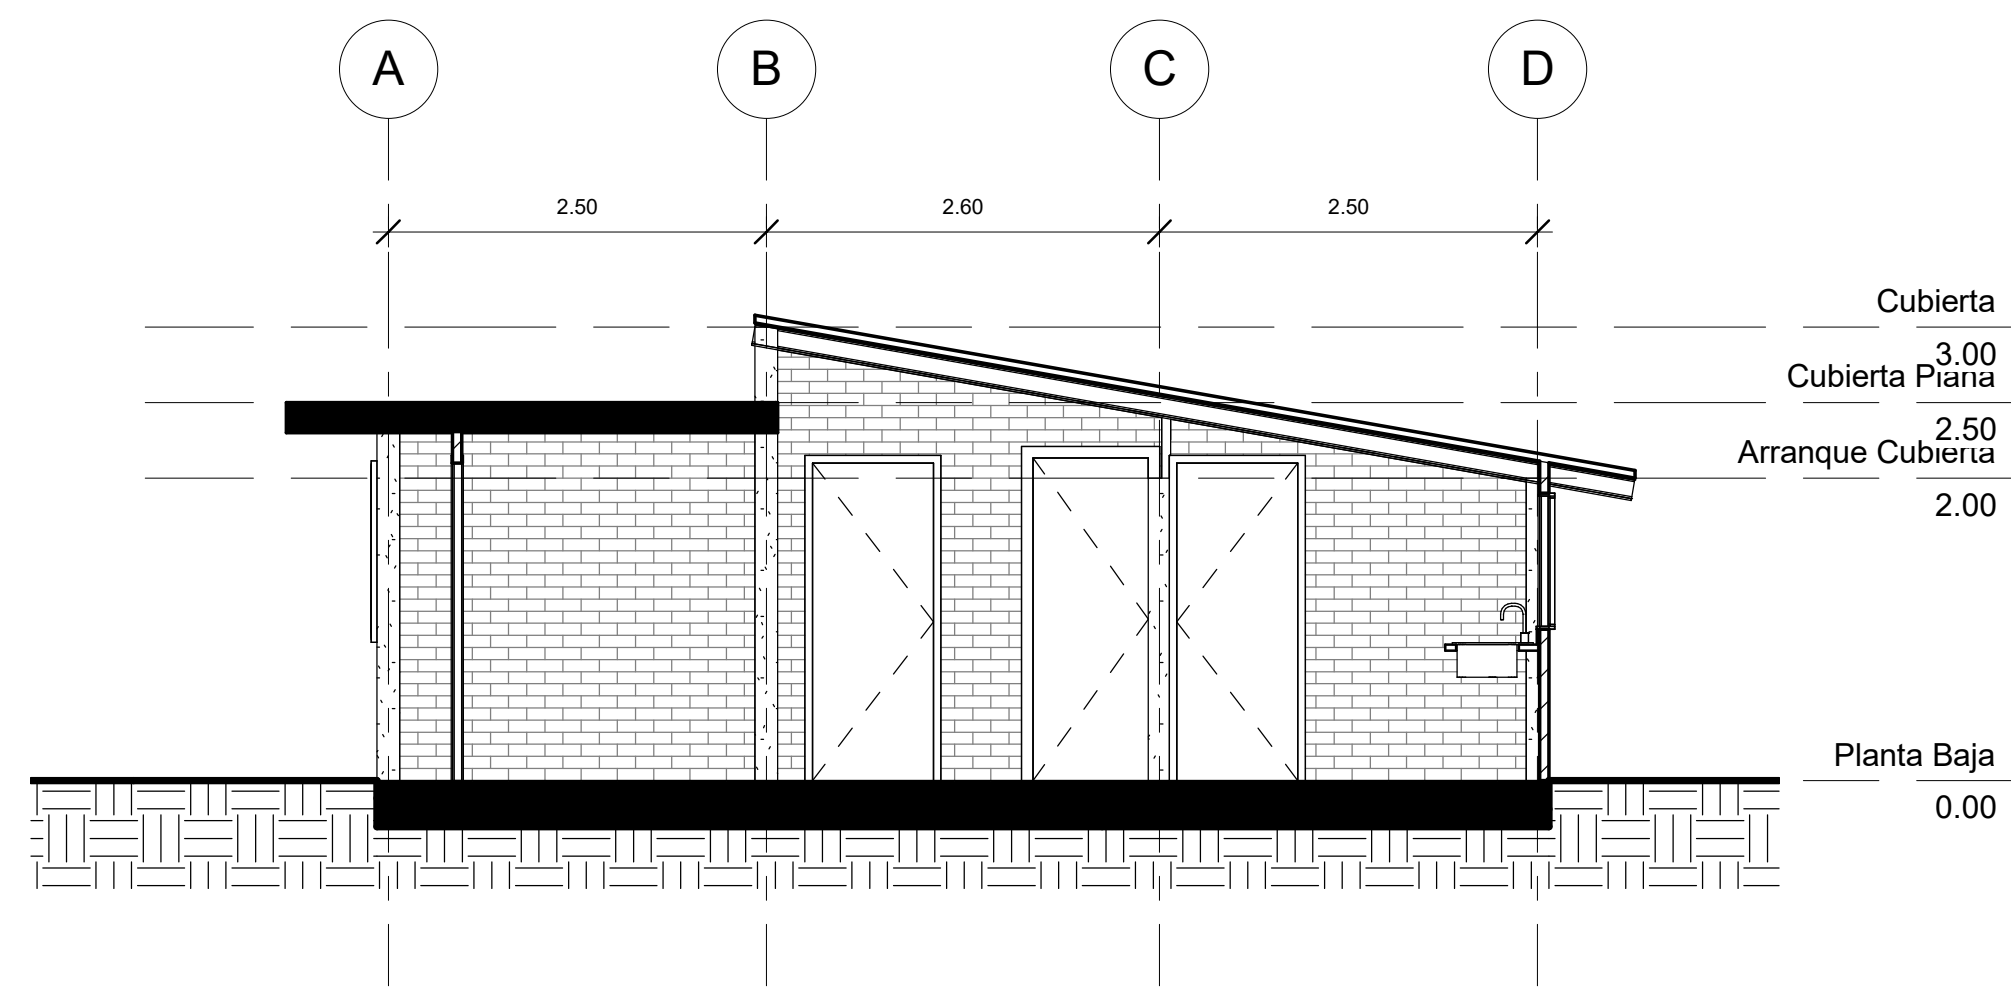 A B C D
2.50 2.60 2.50
Cubierta
3.00
Cubierta Plana
2.50
Arranque Cubierta
2.00
Planta Baja
0.00